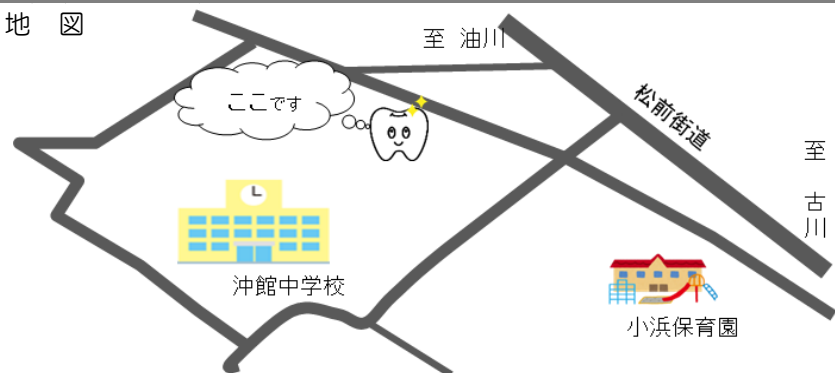 地 図
至 油川
ここです
松前街道
至 古川
沖館中学校
小浜保育園